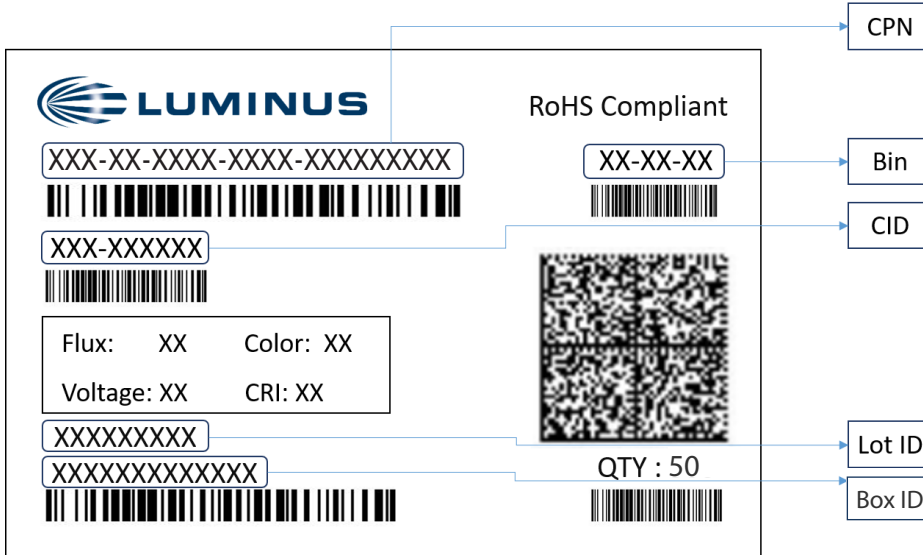 CPN
LUMINUS
RoHS Compliant
XXX-XX-XXXX-XXXX-XXXXXXXXX
XX-XX-XX
Bin
XXX-XXXXXX
CID
Flux: XX Color: XX
Voltage: XX CRI: XX
XXXXXXXXX
Lot ID
XXXXXXXXXXXXX
QTY : 50
Box ID